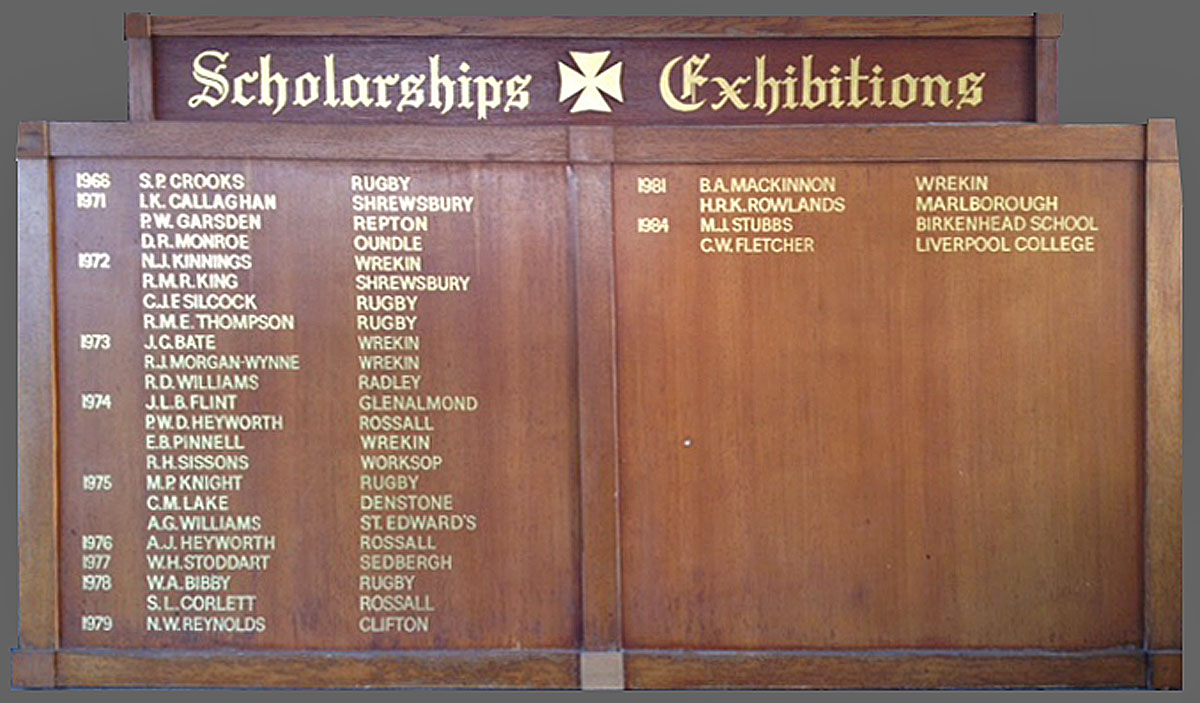 Scholarships ✠ Exhibitions
1968 S.P. CROOKS RUGBY
1971 I.K. CALLAGHAN SHREWSBURY
P.W. GARSDEN REPTON
D.R. MONROE OUNDLE
1972 N.J. KINNINGS WREKIN
R.M.R. KING SHREWSBURY
C.J.F. SILCOCK RUGBY
R.M.E. THOMPSON RUGBY
1973 J.C. BATE WREKIN
R.J. MORGAN-WYNNE WREKIN
R.D. WILLIAMS RADLEY
1974 J.L.B. FLINT GLENALMOND
P.W.D. HEYWORTH ROSSALL
E.B. PINNELL WREKIN
R.H. SISSONS WORKSOP
1975 M.P. KNIGHT RUGBY
C.M. LAKE DENSTONE
A.G. WILLIAMS ST. EDWARD'S
1976 A.J. HEYWORTH ROSSALL
1977 W.H. STODDART SEDBERGH
1978 W.A. BIBBY RUGBY
S.L. CORLETT ROSSALL
1979 N.W. REYNOLDS CLIFTON
1981 B.A. MACKINNON WREKIN
H.R.K. ROWLANDS MARLBOROUGH
1984 M.J. STUBBS BIRKENHEAD SCHOOL
C.W. FLETCHER LIVERPOOL COLLEGE